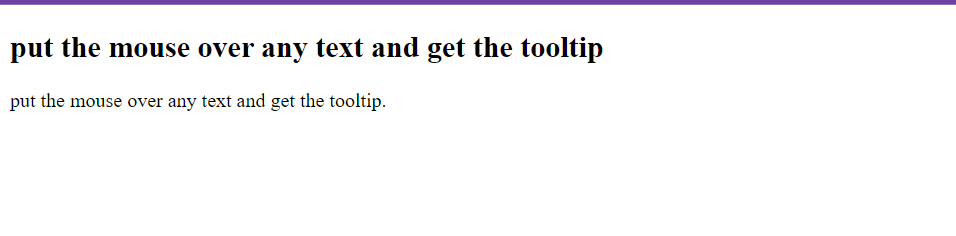 put the mouse over any text and get the tooltip
put the mouse over any text and get the tooltip.